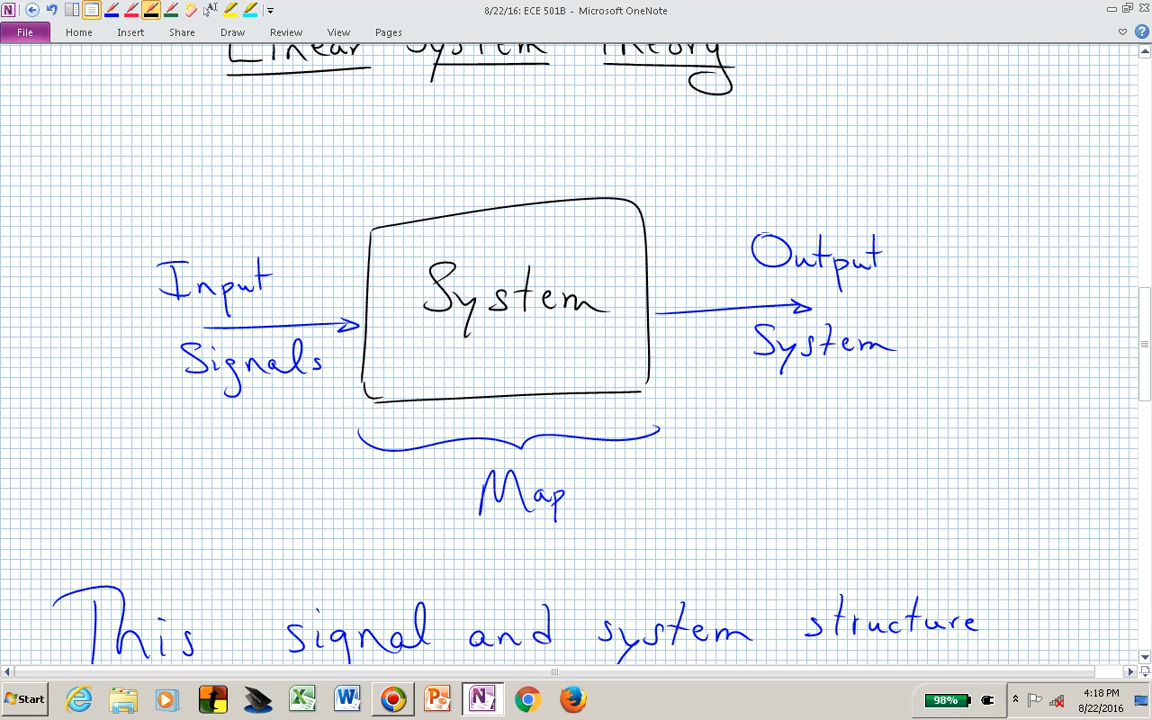 8/22/16: ECE 501B - Microsoft OneNote
File Home Insert Share Draw Review View Pages
Linear System Theory
Input
Signals
System
Output
System
Map
This signal and system structure
Start
98%
4:18 PM
8/22/2016